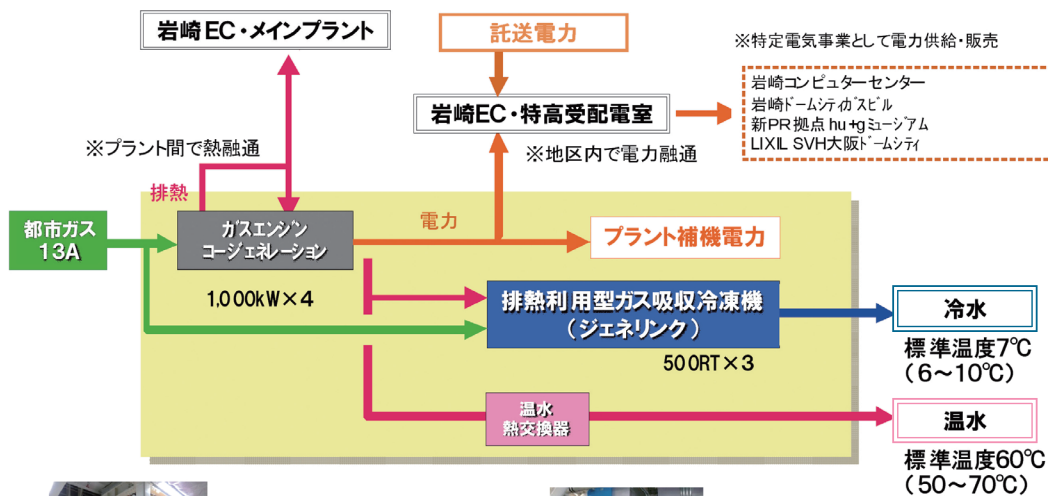 岩崎EC・メインプラント
託送電力
※特定電気事業として電力供給・販売
岩崎コンピュターセンター
岩崎ドームシティガスビル
新PR拠点 hu+gミュージアム
LIXIL SVH大阪ドームシティ
岩崎EC・特高受配電室
※プラント間で熱融通
※地区内で電力融通
排熱
都市ガス
13A
ガスエンジン
コージェネレーション
電力
プラント補機電力
1,000kW×4
排熱利用型ガス吸収冷凍機
（ジェネリンク）
500RT×3
冷水
標準温度7℃
（6～10℃）
温水
熱交換器
温水
標準温度60℃
（50～70℃）